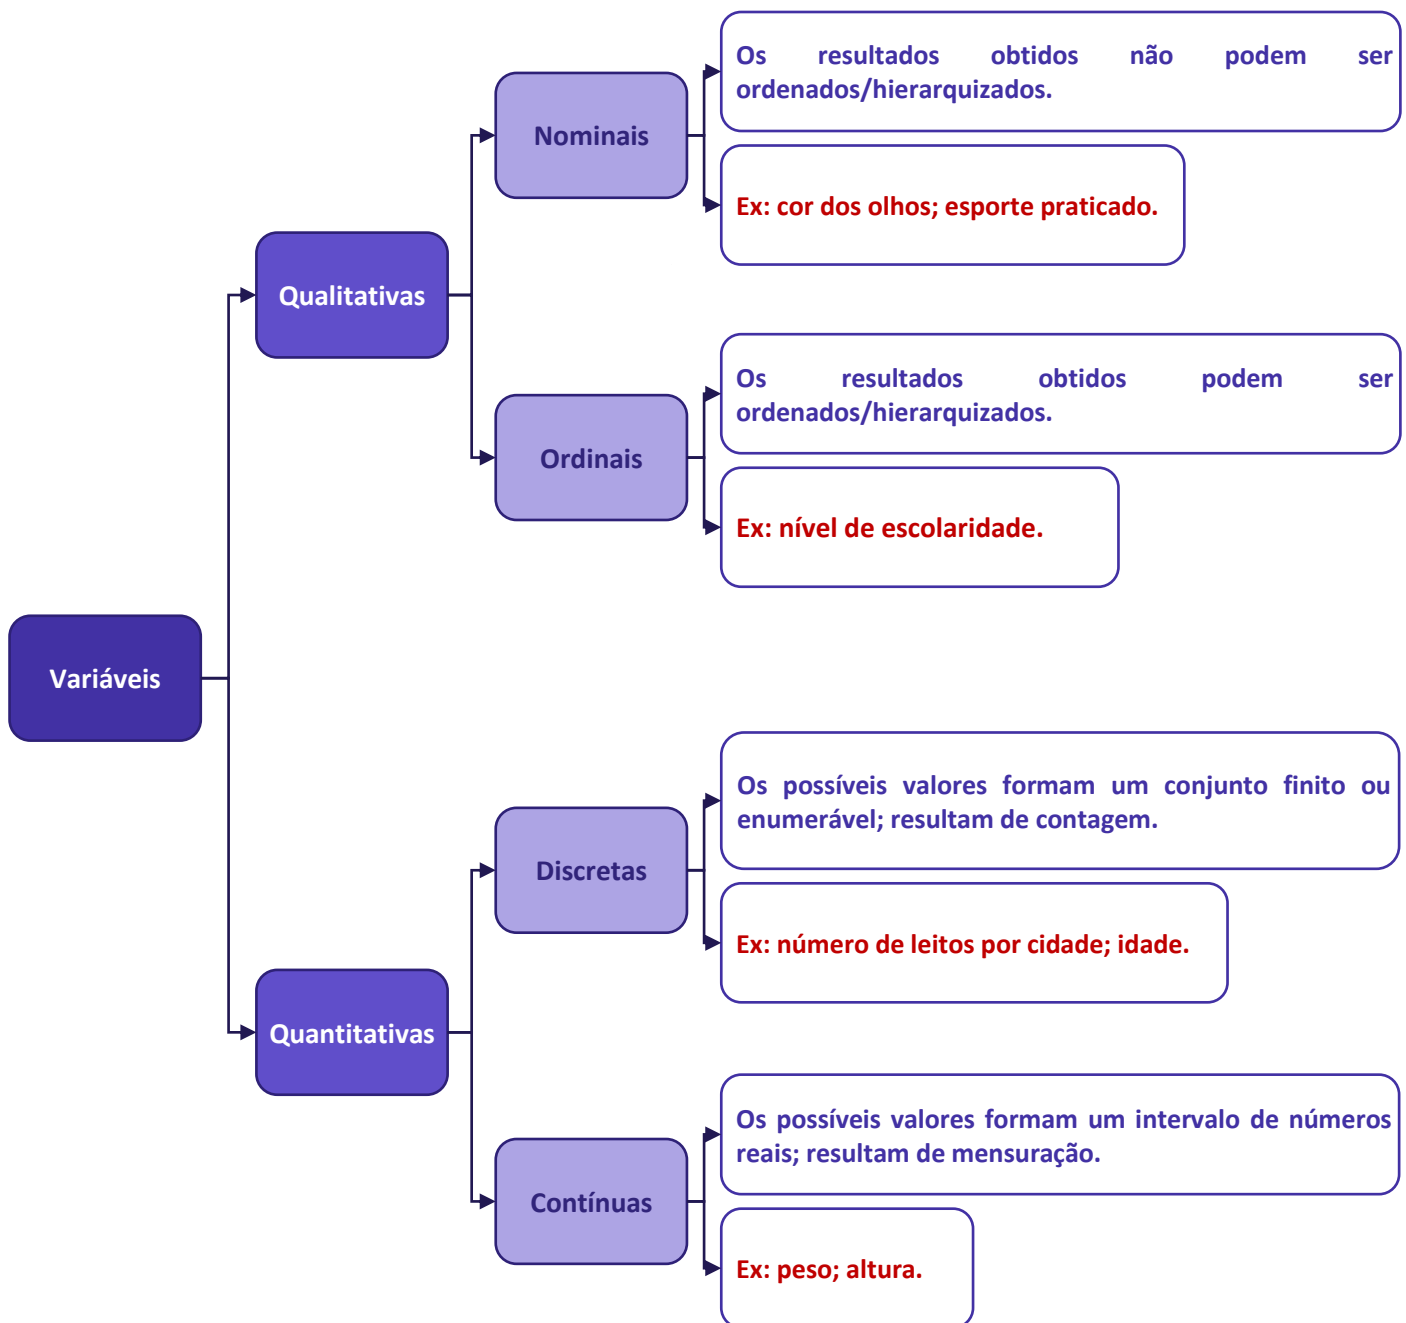 Variáveis
Qualitativas
Nominais
Os resultados obtidos não podem ser
ordenados/hierarquizados.
Ex: cor dos olhos; esporte praticado.
Ordinais
Os resultados obtidos podem ser
ordenados/hierarquizados.
Ex: nível de escolaridade.
Quantitativas
Discretas
Os possíveis valores formam um conjunto finito ou
enumerável; resultam de contagem.
Ex: número de leitos por cidade; idade.
Contínuas
Os possíveis valores formam um intervalo de números
reais; resultam de mensuração.
Ex: peso; altura.